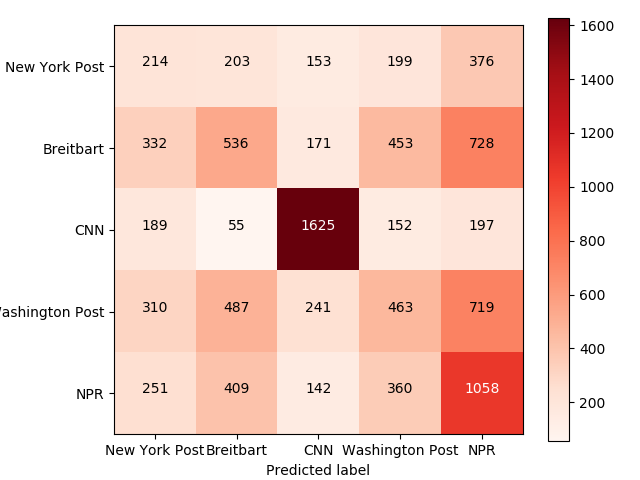 New York Post 214 203 153 199 376
Breitbart 332 536 171 453 728
CNN 189 55 1625 152 197
ashington Post 310 487 241 463 719
NPR 251 409 142 360 1058
New York Post Breitbart CNN Washington Post NPR
Predicted label
1600
1400
1200
1000
800
600
400
200